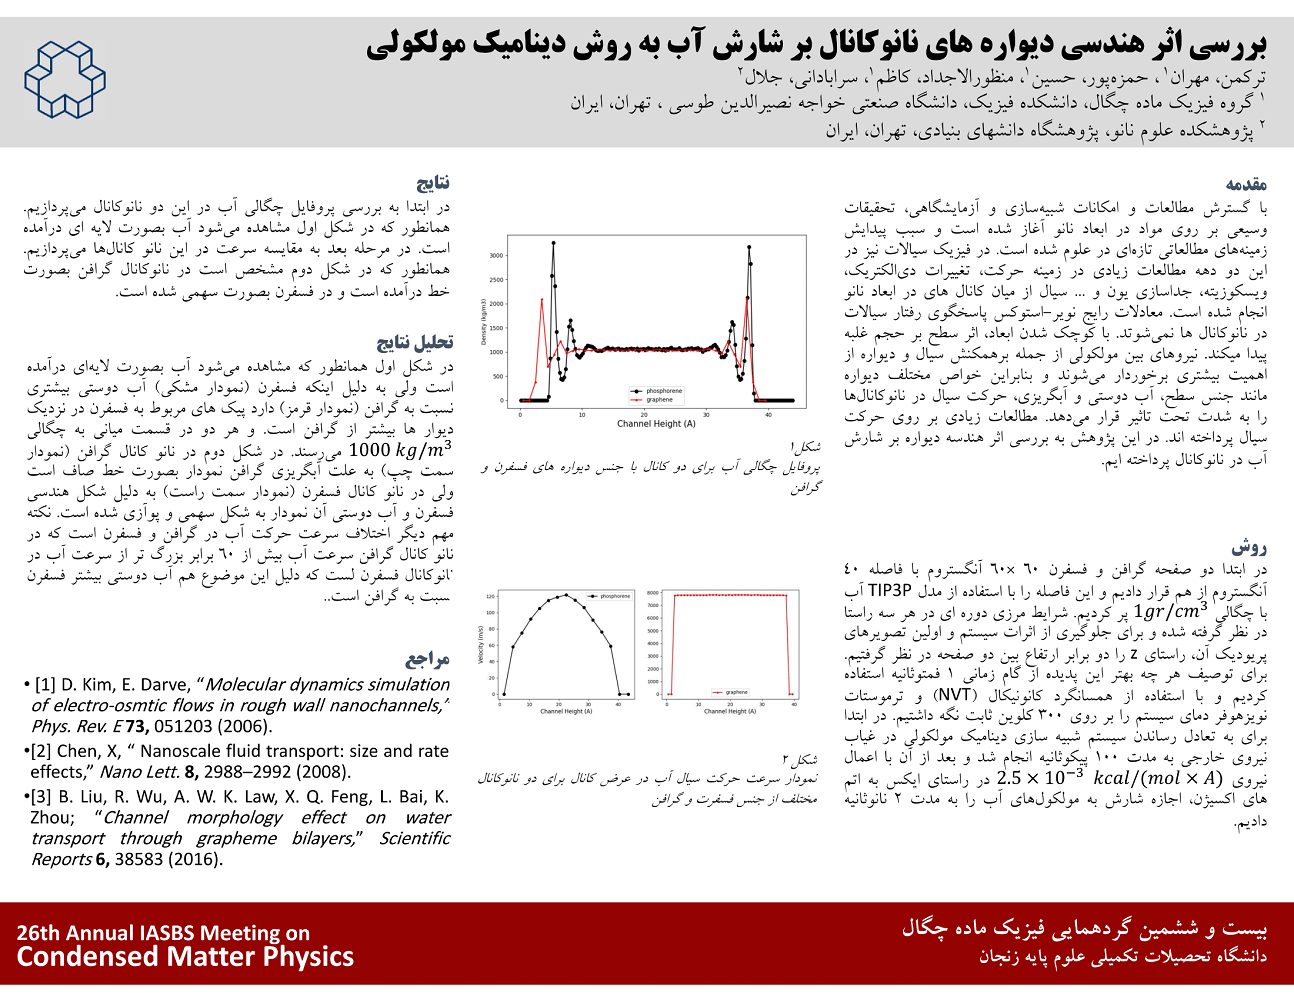 بررسی اثر هندسی دیواره های نانوکانال بر شارش آب به روش دینامیک مولکولی
ترکمن، مهران۱، حمزه‌پور، حسین۱، منظورالاجداد، کاظم۱، سرابادانی، جلال۲
۱ گروه فیزیک ماده چگال، دانشکده فیزیک، دانشگاه صنعتی خواجه نصیرالدین طوسی ، تهران، ایران
۲ پژوهشکده علوم نانو، پژوهشگاه دانشهای بنیادی، تهران، ایران
مقدمه
با گسترش مطالعات و امکانات شبیه‌سازی و آزمایشگاهی، تحقیقات
وسیعی بر روی مواد در ابعاد نانو آغاز شده است و سبب پیدایش
زمینه‌های مطالعاتی تازه‌ای در علوم شده است. در فیزیک سیالات نیز در
این دو دهه مطالعات زیادی در زمینه حرکت، تغییرات دی‌الکتریک،
ویسکوزیته، جداسازی یون و ... سیال از میان کانال های در ابعاد نانو
انجام شده است. معادلات رایج نویر-استوکس پاسخگوی رفتار سیالات
در نانوکانال ها نمی‌شوتد. با کوچک شدن ابعاد، اثر سطح بر حجم غلبه
پیدا میکند. نیروهای بین مولکولی از جمله برهمکنش سیال و دیواره از
اهمیت بیشتری برخوردار می‌شوند و بنابراین خواص مختلف دیواره
مانند جنس سطح، آب دوستی و آبگریزی، حرکت سیال در نانوکانال‌ها
را به شدت تحت تاثیر قرار می‌دهد. مطالعات زیادی بر روی حرکت
سیال پرداخته اند. در این پژوهش به بررسی اثر هندسه دیواره بر شارش
آب در نانوکانال پرداخته ایم.
روش
در ابتدا دو صفحه گرافن و فسفرن ۶۰ ×۶۰ آنگستروم با فاصله ۴۰
آنگستروم از هم قرار دادیم و این فاصله را با استفاده از مدل TIP3P آب
با چگالی 1gr/cm³ پر کردیم. شرایط مرزی دوره ای در هر سه راستا
در نظر گرفته شده و برای جلوگیری از اثرات سیستم و اولین تصویرهای
پریودیک آن، راستای z را دو برابر ارتفاع بین دو صفحه در نظر گرفتیم.
برای توصیف هر چه بهتر این پدیده از گام زمانی ۱ فمتوثانیه استفاده
کردیم و با استفاده از همسانگرد کانونیکال (NVT) و ترموستات
نویزهوفر دمای سیستم را بر روی ۳۰۰ کلوین ثابت نگه داشتیم. در ابتدا
برای به تعادل رساندن سیستم شبیه سازی دینامیک مولکولی در غیاب
نیروی خارجی به مدت ۱۰۰ پیکوثانیه انجام شد و بعد از آن با اعمال
نیروی 2.5 × 10⁻³ kcal/(mol × A) در راستای ایکس به اتم
های اکسیژن، اجازه شارش به مولکول‌های آب را به مدت ۲ نانوثانیه
دادیم.
Density (kg/m3)
3000
2500
2000
1500
1000
500
0
phosphorene
graphene
0 10 20 30 40
Channel Height (A)
شکل۱
پروفایل چگالی آب برای دو کانال با جنس دیواره های فسفرن و
گرافن
Velocity (m/s)
120
100
80
60
40
20
0
phosphorene
0 10 20 30 40
Channel Height (A)
8000
7000
6000
5000
4000
3000
2000
1000
0
graphene
0 10 20 30 40
Channel Height (A)
شکل ۲
نمودار سرعت حرکت سیال آب در عرض کانال برای دو نانوکانال
مختلف از جنس فسفرت و گرافن
نتایج
در ابتدا به بررسی پروفایل چگالی آب در این دو نانوکانال می‌پردازیم.
همانطور که در شکل اول مشاهده می‌شود آب بصورت لایه ای درآمده
است. در مرحله بعد به مقایسه سرعت در این نانو کانال‌ها می‌پردازیم.
همانطور که در شکل دوم مشخص است در نانوکانال گرافن بصورت
خط درآمده است و در فسفرن بصورت سهمی شده است.
تحلیل نتایج
در شکل اول همانطور که مشاهده می‌شود آب بصورت لایه‌ای درآمده
است ولی به دلیل اینکه فسفرن (نمودار مشکی) آب دوستی بیشتری
نسبت به گرافن (نمودار قرمز) دارد پیک های مربوط به فسفرن در نزدیک
دیوار ها بیشتر از گرافن است. و هر دو در قسمت میانی به چگالی
1000 kg/m³ می‌رسند. در شکل دوم در نانو کانال گرافن (نمودار
سمت چپ) به علت آبگریزی گرافن نمودار بصورت خط صاف است
ولی در نانو کانال فسفرن (نمودار سمت راست) به دلیل شکل هندسی
فسفرن و آب دوستی آن نمودار به شکل سهمی و پوآزی شده است. نکته
مهم دیگر اختلاف سرعت حرکت آب در گرافن و فسفرن است که در
نانو کانال گرافن سرعت آب بیش از ۶۰ برابر بزرگ تر از سرعت آب در
انوکانال فسفرن لست که دلیل این موضوع هم آب دوستی بیشتر فسفرن
سبت به گرافن است..
مراجع
• [1] D. Kim, E. Darve, “Molecular dynamics simulation
of electro-osmtic flows in rough wall nanochannels,”
Phys. Rev. E 73, 051203 (2006).
•[2] Chen, X, “ Nanoscale fluid transport: size and rate
effects,” Nano Lett. 8, 2988–2992 (2008).
•[3] B. Liu, R. Wu, A. W. K. Law, X. Q. Feng, L. Bai, K.
Zhou; “Channel morphology effect on water
transport through grapheme bilayers,” Scientific
Reports 6, 38583 (2016).
26th Annual IASBS Meeting on
Condensed Matter Physics
بیست و ششمین گردهمایی فیزیک ماده چگال
دانشگاه تحصیلات تکمیلی علوم پایه زنجان